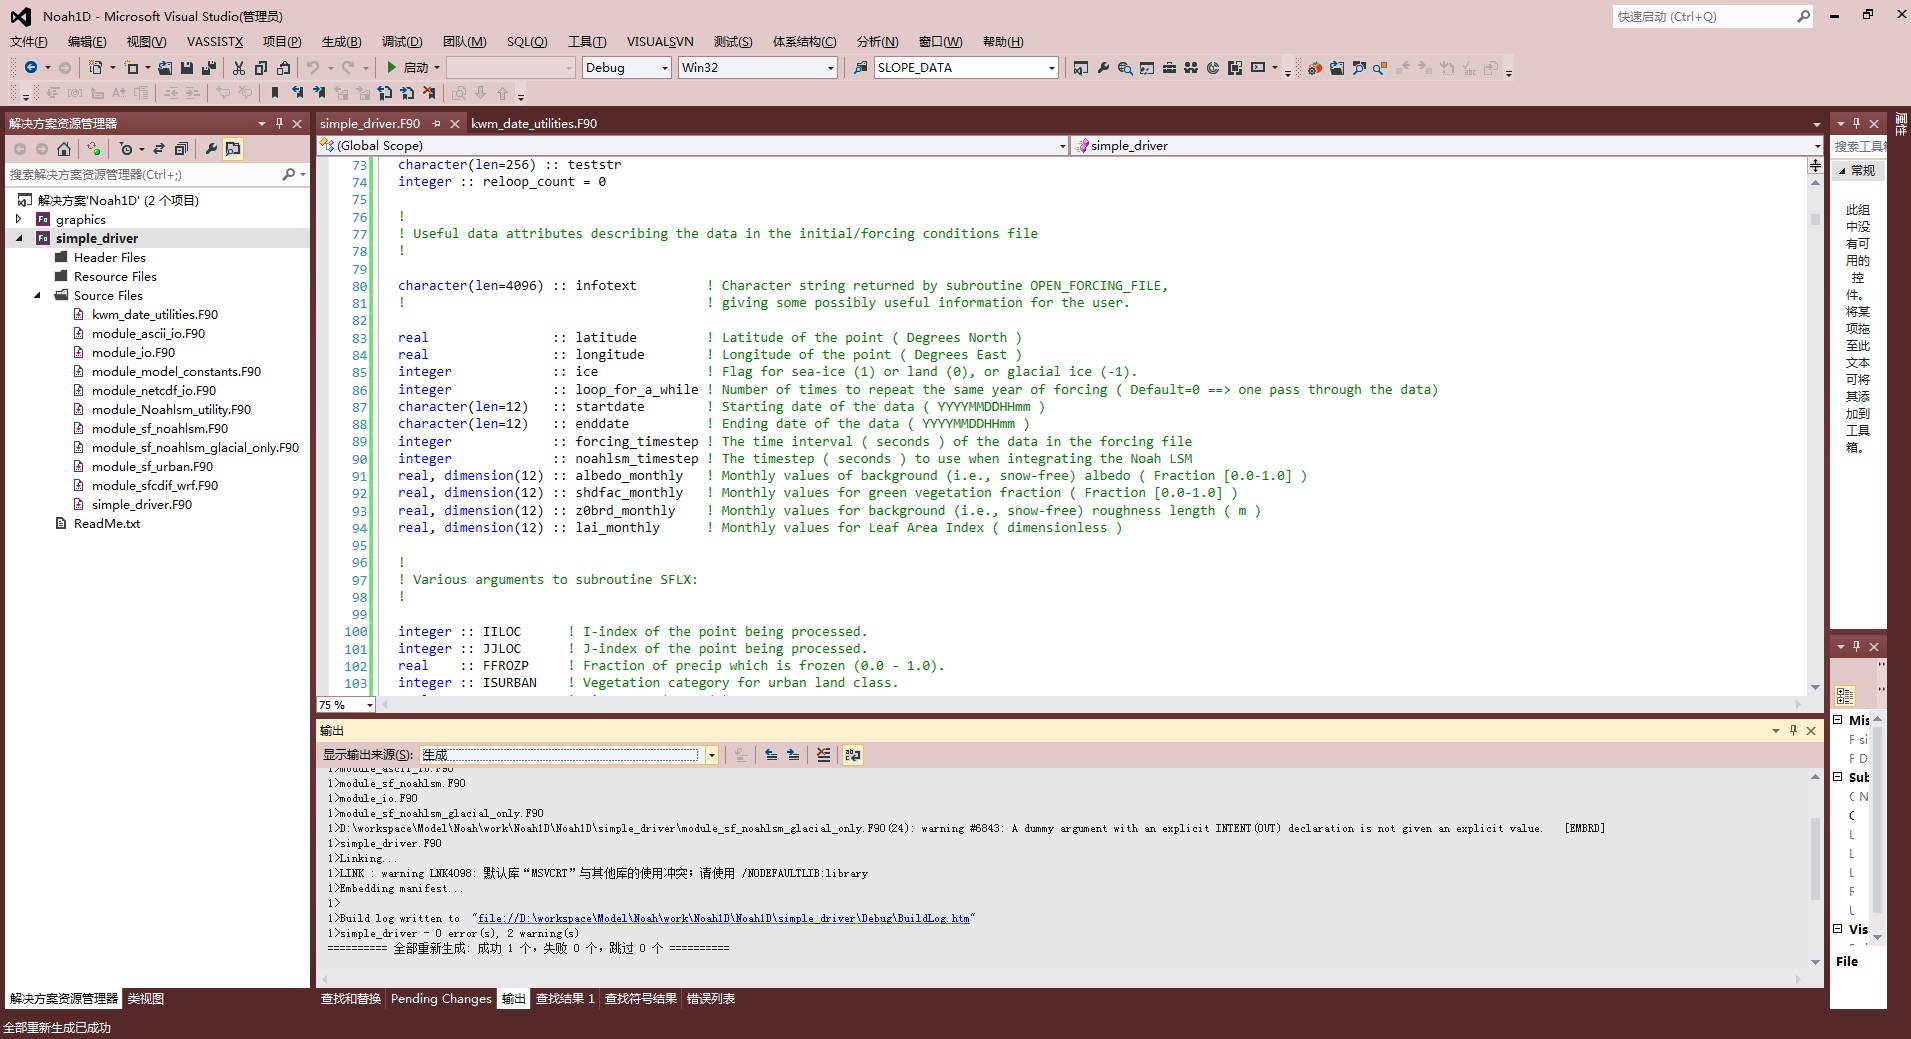 Noah1D - Microsoft Visual Studio(管理员)
快速启动 (Ctrl+Q)
文件(F) 编辑(E) 视图(V) VASSISTX 项目(P) 生成(B) 调试(D) 团队(M) SQL(Q) 工具(T) VISUALSVN 测试(S) 体系结构(C) 分析(N) 窗口(W) 帮助(H)
启动 Debug Win32 SLOPE_DATA
解决方案资源管理器
搜索解决方案资源管理器(Ctrl+;)
解决方案'Noah1D' (2 个项目)
graphics
simple_driver
Header Files
Resource Files
Source Files
kwm_date_utilities.F90
module_ascii_io.F90
module_io.F90
module_model_constants.F90
module_netcdf_io.F90
module_Noahlsm_utility.F90
module_sf_noahlsm.F90
module_sf_noahlsm_glacial_only.F90
module_sf_urban.F90
module_sfcdif_wrf.F90
simple_driver.F90
ReadMe.txt
解决方案资源管理器 类视图
simple_driver.F90 kwm_date_utilities.F90
(Global Scope) simple_driver
73 character(len=256) :: teststr
74 integer :: reloop_count = 0
75
76 !
77 ! Useful data attributes describing the data in the initial/forcing conditions file
78 !
79
80 character(len=4096) :: infotext ! Character string returned by subroutine OPEN_FORCING_FILE,
81 ! ! giving some possibly useful information for the user.
82
83 real :: latitude ! Latitude of the point ( Degrees North )
84 real :: longitude ! Longitude of the point ( Degrees East )
85 integer :: ice ! Flag for sea-ice (1) or land (0), or glacial ice (-1).
86 integer :: loop_for_a_while ! Number of times to repeat the same year of forcing ( Default=0 ==> one pass through the data)
87 character(len=12) :: startdate ! Starting date of the data ( YYYYMMDDHHmm )
88 character(len=12) :: enddate ! Ending date of the data ( YYYYMMDDHHmm )
89 integer :: forcing_timestep ! The time interval ( seconds ) of the data in the forcing file
90 integer :: noahlsm_timestep ! The timestep ( seconds ) to use when integrating the Noah LSM
91 real, dimension(12) :: albedo_monthly ! Monthly values of background (i.e., snow-free) albedo ( Fraction [0.0-1.0] )
92 real, dimension(12) :: shdfac_monthly ! Monthly values for green vegetation fraction ( Fraction [0.0-1.0] )
93 real, dimension(12) :: z0brd_monthly ! Monthly values for background (i.e., snow-free) roughness length ( m )
94 real, dimension(12) :: lai_monthly ! Monthly values for Leaf Area Index ( dimensionless )
95
96 !
97 ! Various arguments to subroutine SFLX:
98 !
99
100 integer :: IILOC ! I-index of the point being processed.
101 integer :: JJLOC ! J-index of the point being processed.
102 real :: FFROZP ! Fraction of precip which is frozen (0.0 - 1.0).
103 integer :: ISURBAN ! Vegetation category for urban land class.
75 %
输出
显示输出来源(S): 生成
1>module_ascii_io.F90
1>module_sf_noahlsm.F90
1>module_io.F90
1>module_sf_noahlsm_glacial_only.F90
1>D:\workspace\Model\Noah\work\Noah1D\Noah1D\simple_driver\module_sf_noahlsm_glacial_only.F90(24): warning #6843: A dummy argument with an explicit INTENT(OUT) declaration is not given an explicit value. [EMBRD]
1>simple_driver.F90
1>Linking...
1>LINK : warning LNK4098: 默认库“MSVCRT”与其他库的使用冲突；请使用 /NODEFAULTLIB:library
1>Embedding manifest...
1>
1>Build log written to "file://D:\workspace\Model\Noah\work\Noah1D\Noah1D\simple_driver\Debug\BuildLog.htm"
1>simple_driver - 0 error(s), 2 warning(s)
========== 全部重新生成: 成功 1 个，失败 0 个，跳过 0 个 ==========
查找和替换 Pending Changes 输出 查找结果 1 查找符号结果 错误列表
全部重新生成已成功
属性
搜索工具
常规
此组
中没
有可
用的
控
件。
将某
项拖
至此
文本
可将
其添
加到
工具
箱。
Mis
F si
F D
Sub
C N
C
L
L
L
R
L
Vis
File